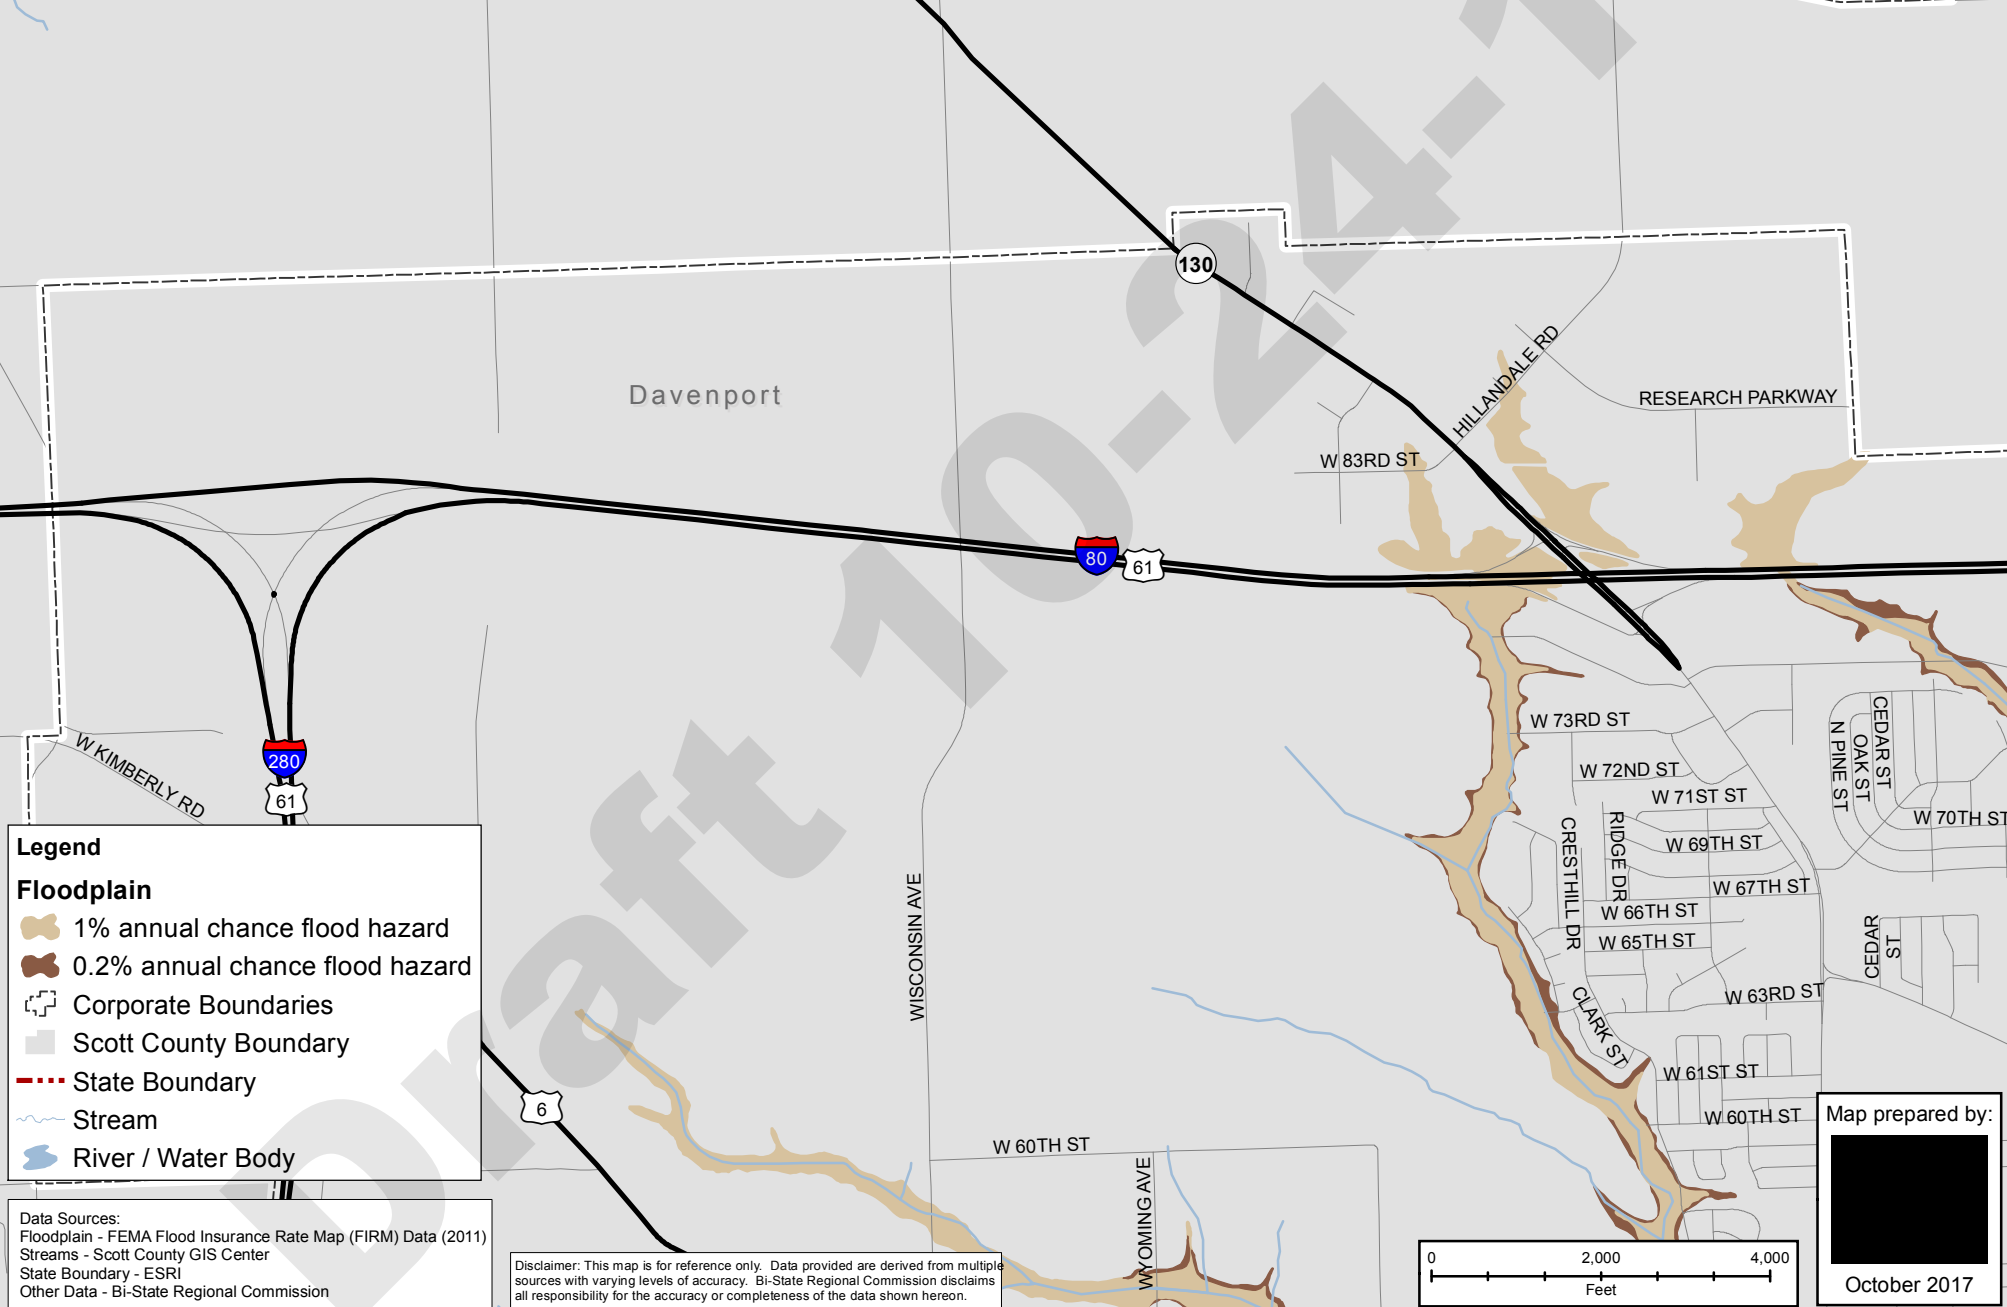 Draft 10-24-1
130
Davenport
HILLANDALE RD
RESEARCH PARKWAY
W 83RD ST
80
61
W 73RD ST
CEDAR ST
OAK ST
N PINE ST
W KIMBERLY RD
280
61
W 72ND ST
W 71ST ST
W 70TH ST
RIDGE DR
CRESTHILL DR
W 69TH ST
W 67TH ST
W 66TH ST
W 65TH ST
CEDAR
ST
WISCONSIN AVE
W 63RD ST
CLARK ST
W 61ST ST
W 60TH ST
6
W 60TH ST
WYOMING AVE
Legend
Floodplain
1% annual chance flood hazard
0.2% annual chance flood hazard
Corporate Boundaries
Scott County Boundary
State Boundary
Stream
River / Water Body
Data Sources:
Floodplain - FEMA Flood Insurance Rate Map (FIRM) Data (2011)
Streams - Scott County GIS Center
State Boundary - ESRI
Other Data - Bi-State Regional Commission
Disclaimer: This map is for reference only. Data provided are derived from multiple
sources with varying levels of accuracy. Bi-State Regional Commission disclaims
all responsibility for the accuracy or completeness of the data shown hereon.
0 2,000 4,000
Feet
Map prepared by:
October 2017